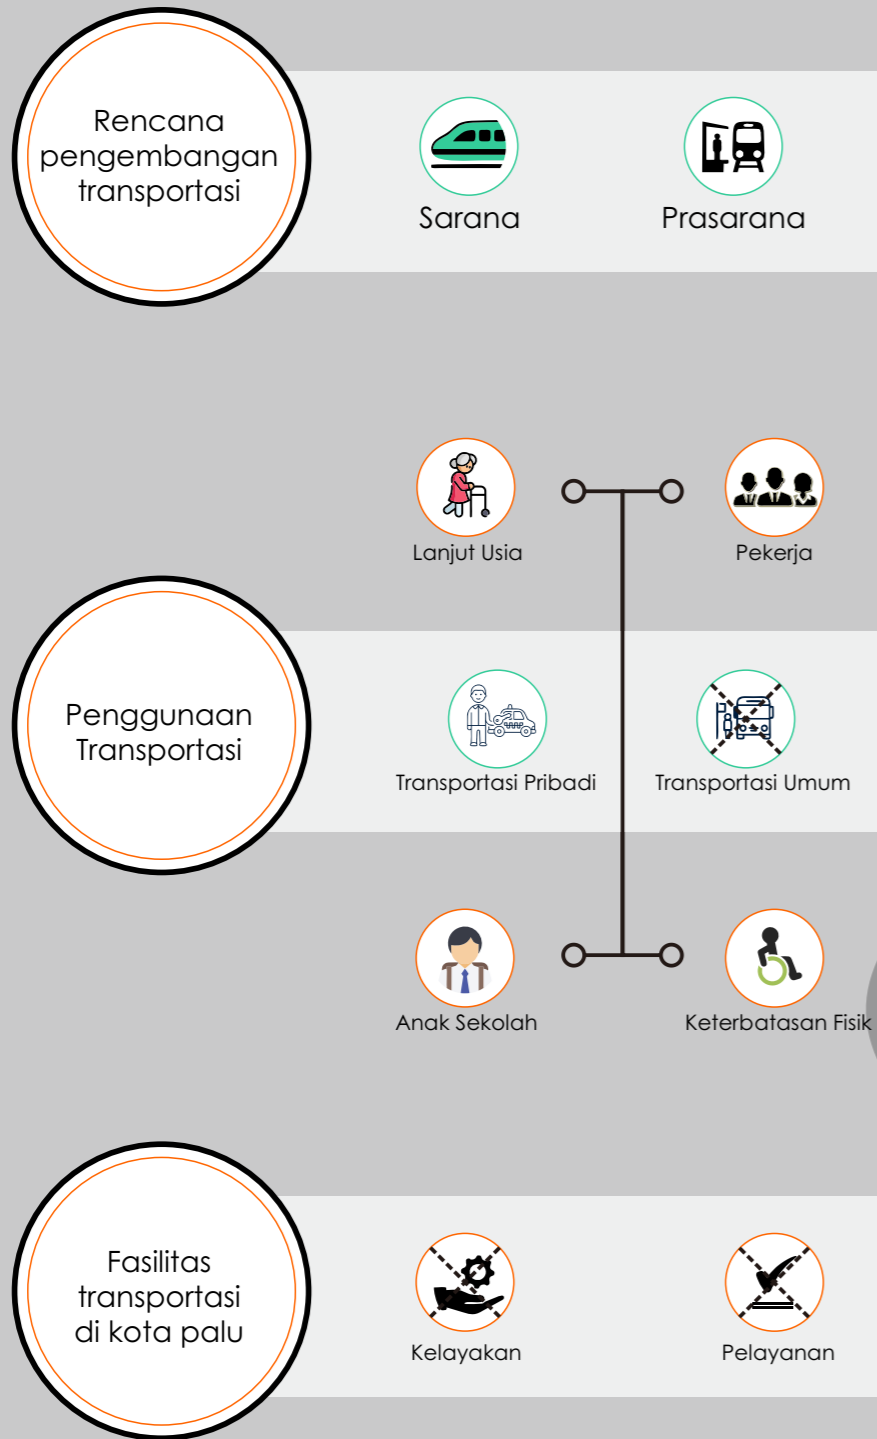 Rencana
pengembangan
transportasi
Sarana
Prasarana
Lanjut Usia
Pekerja
Penggunaan
Transportasi
Transportasi Pribadi
Transportasi Umum
Anak Sekolah
Keterbatasan Fisik
Fasilitas
transportasi
di kota palu
Kelayakan
Pelayanan